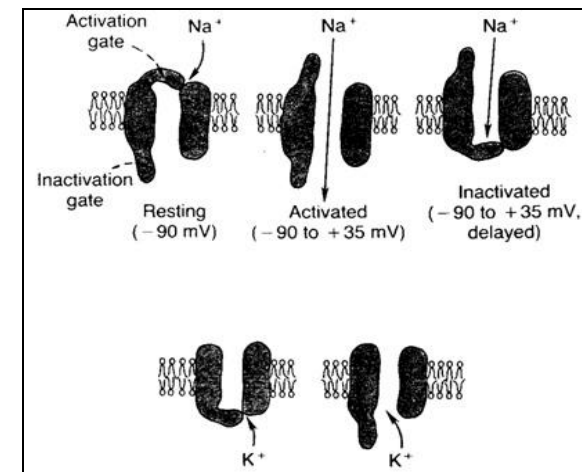 Activation
gate
Na+
Na+
Na+
Inactivation
gate
Resting
(−90 mV)
Activated
(−90 to +35 mV)
Inactivated
(−90 to +35 mV,
delayed)
K+
K+